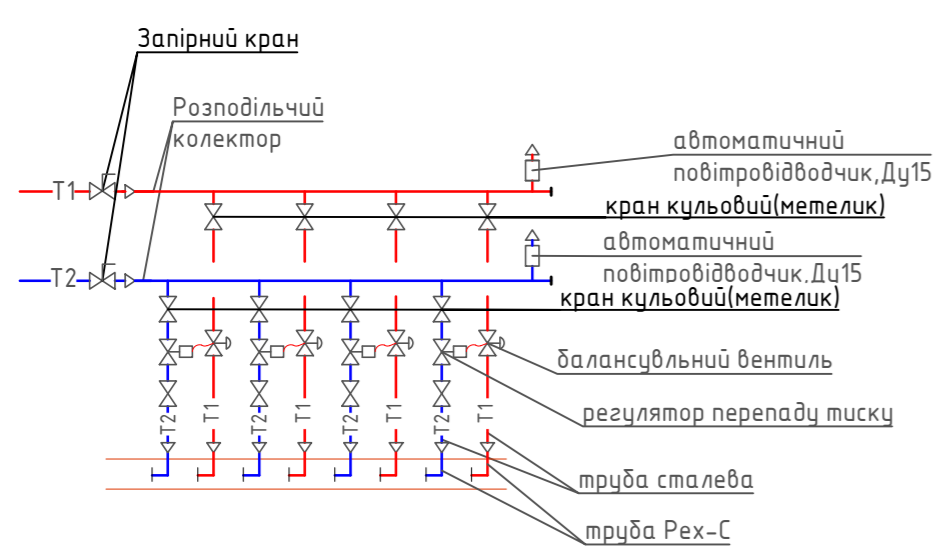 Запірний кран
Розподільчий
колектор
автоматичний
повітровідводчик,Ду15
Т1
кран кульовий(метелик)
автоматичний
повітровідводчик,Ду15
Т2
кран кульовий(метелик)
балансувльний вентиль
регулятор перепаду тиску
Т2 Т1 Т2 Т1 Т2 Т1 Т2 Т1
труба сталева
труба Pex-C